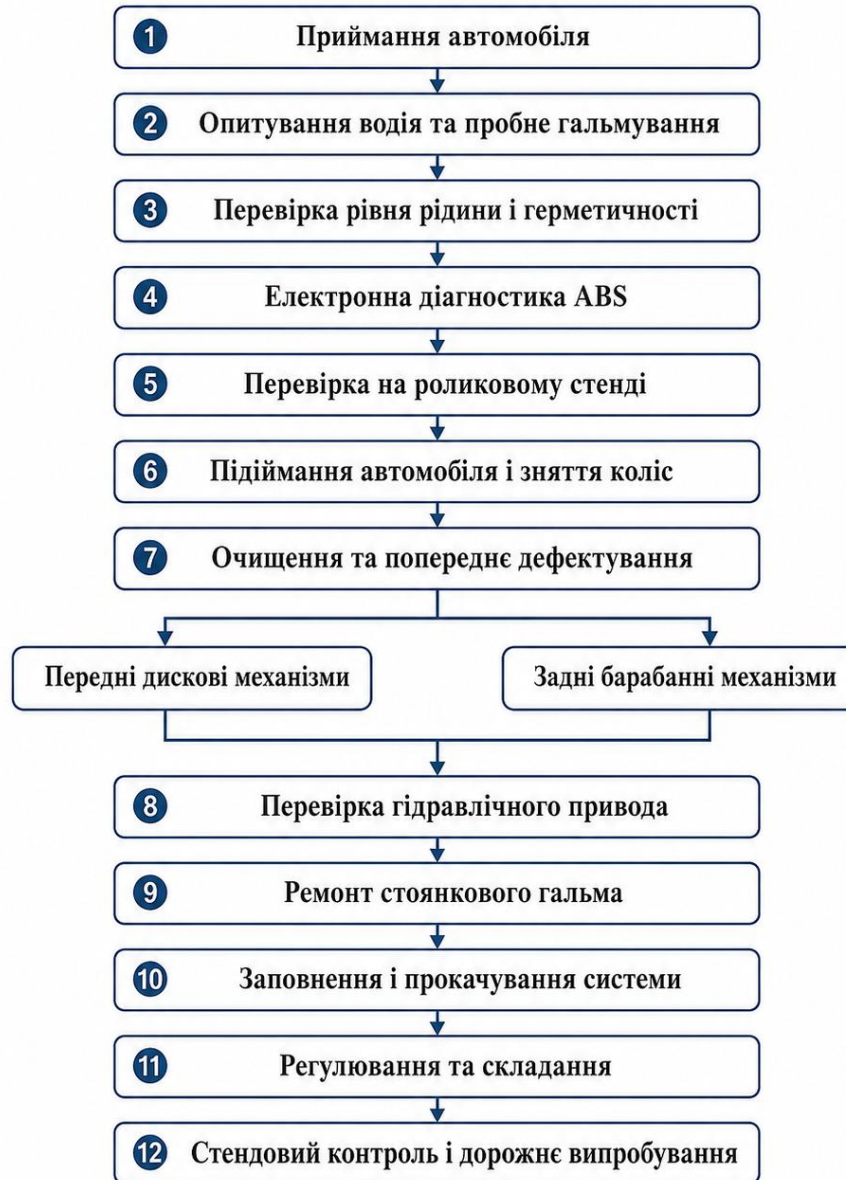 1 Приймання автомобіля
2 Опитування водія та пробне гальмування
3 Перевірка рівня рідини і герметичності
4 Електронна діагностика ABS
5 Перевірка на роликовому стенді
6 Підіймання автомобіля і зняття коліс
7 Очищення та попереднє дефектування
Передні дискові механізми
Задні барабанні механізми
8 Перевірка гідравлічного привода
9 Ремонт стоянкового гальма
10 Заповнення і прокачування системи
11 Регулювання та складання
12 Стендовий контроль і дорожнє випробування